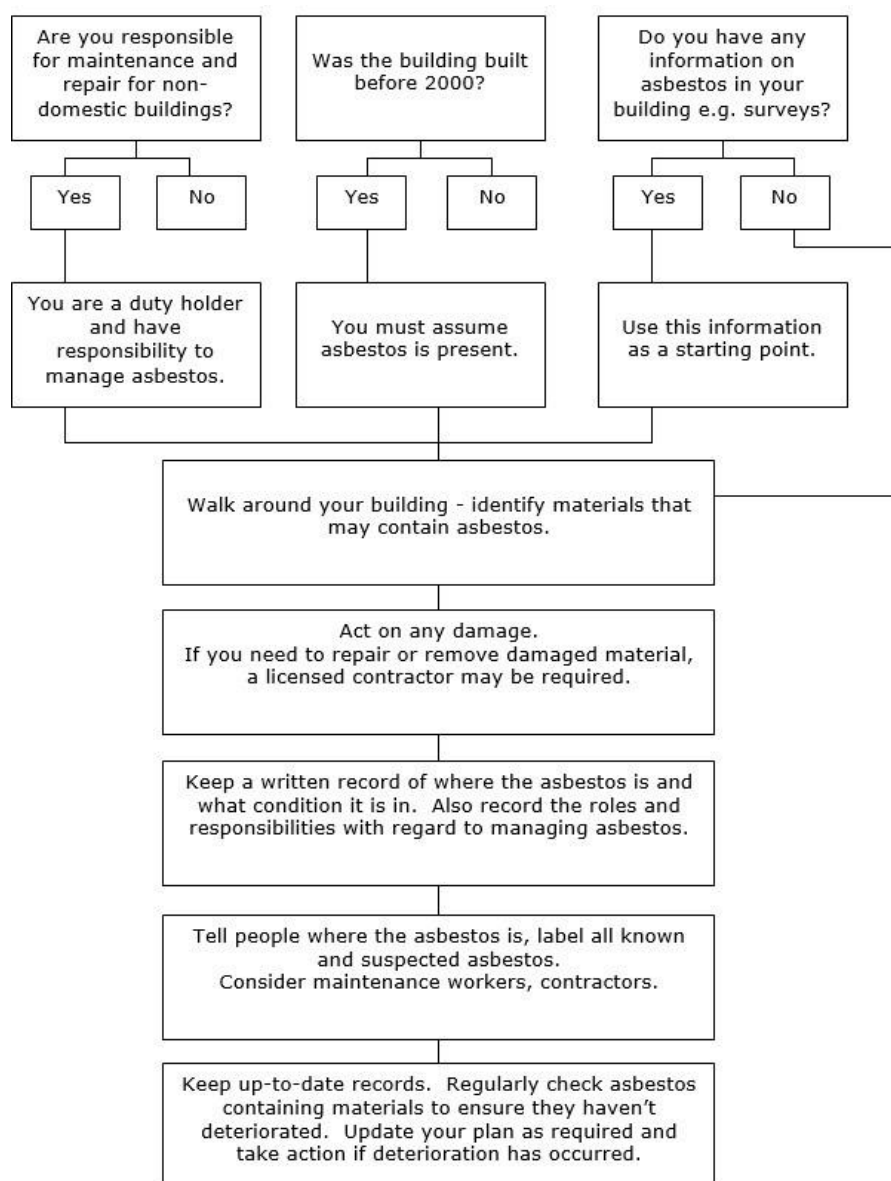 Are you responsible
for maintenance and
repair for non-
domestic buildings?
Was the building built
before 2000?
Do you have any
information on
asbestos in your
building e.g. surveys?
Yes
No
Yes
No
Yes
No
You are a duty holder
and have
responsibility to
manage asbestos.
You must assume
asbestos is present.
Use this information
as a starting point.
Walk around your building - identify materials that
may contain asbestos.
Act on any damage.
If you need to repair or remove damaged material,
a licensed contractor may be required.
Keep a written record of where the asbestos is and
what condition it is in.  Also record the roles and
responsibilities with regard to managing asbestos.
Tell people where the asbestos is, label all known
and suspected asbestos.
Consider maintenance workers, contractors.
Keep up-to-date records.  Regularly check asbestos
containing materials to ensure they haven’t
deteriorated.  Update your plan as required and
take action if deterioration has occurred.